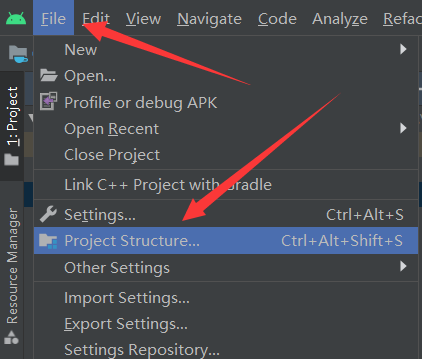 File Edit View Navigate Code Analyze Refac
New
Open...
Profile or debug APK
Open Recent
Close Project
Link C++ Project with Gradle
Settings... Ctrl+Alt+S
Project Structure... Ctrl+Alt+Shift+S
Other Settings
Import Settings...
Export Settings...
Settings Repository...
1: Project
Resource Manager